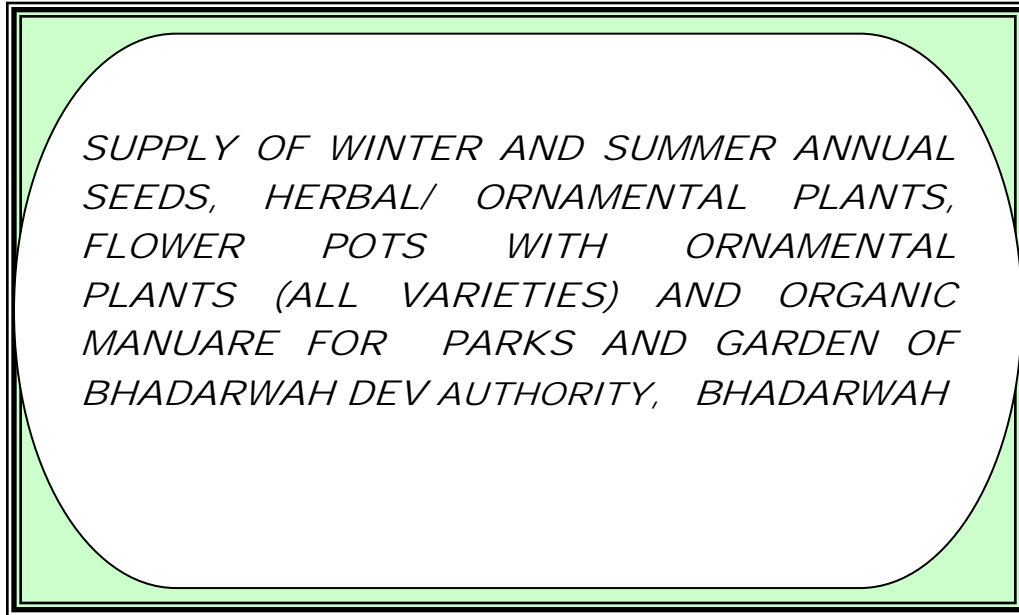 SUPPLY OF WINTER AND SUMMER ANNUAL
SEEDS, HERBAL/ ORNAMENTAL PLANTS,
FLOWER POTS WITH ORNAMENTAL
PLANTS (ALL VARIETIES) AND ORGANIC
MANUARE FOR PARKS AND GARDEN OF
BHADARWAH DEV AUTHORITY, BHADARWAH